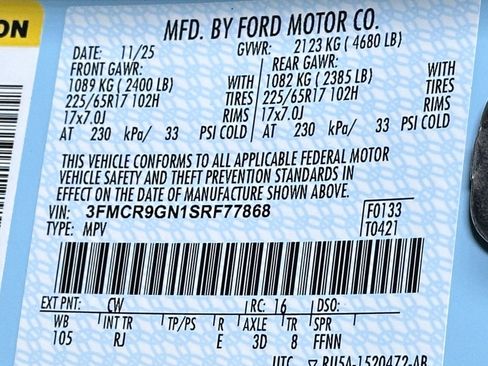 ON
MFD. BY FORD MOTOR CO.
DATE: 11/25 GVWR: 2123 KG ( 4680 LB)
FRONT GAWR: REAR GAWR:
1089 KG ( 2400 LB) WITH 1082 KG ( 2385 LB) WITH
225/65R17 102H TIRES 225/65R17 102H TIRES
17x7.0J RIMS 17x7.0J RIMS
AT 230 kPa/ 33 PSI COLD AT 230 kPa/ 33 PSI COLD
THIS VEHICLE CONFORMS TO ALL APPLICABLE FEDERAL MOTOR
VEHICLE SAFETY AND THEFT PREVENTION STANDARDS IN
EFFECT ON THE DATE OF MANUFACTURE SHOWN ABOVE.
VIN: 3FMCR9GN1SRF77868 F0133
TYPE: MPV T0421
EXT PNT: CW RC: 16 DSO:
WB INT TR TP/PS R AXLE TR SPR
105 RJ E 3D 8 FFNN
UTC ▽ RU5A-1520472-AB